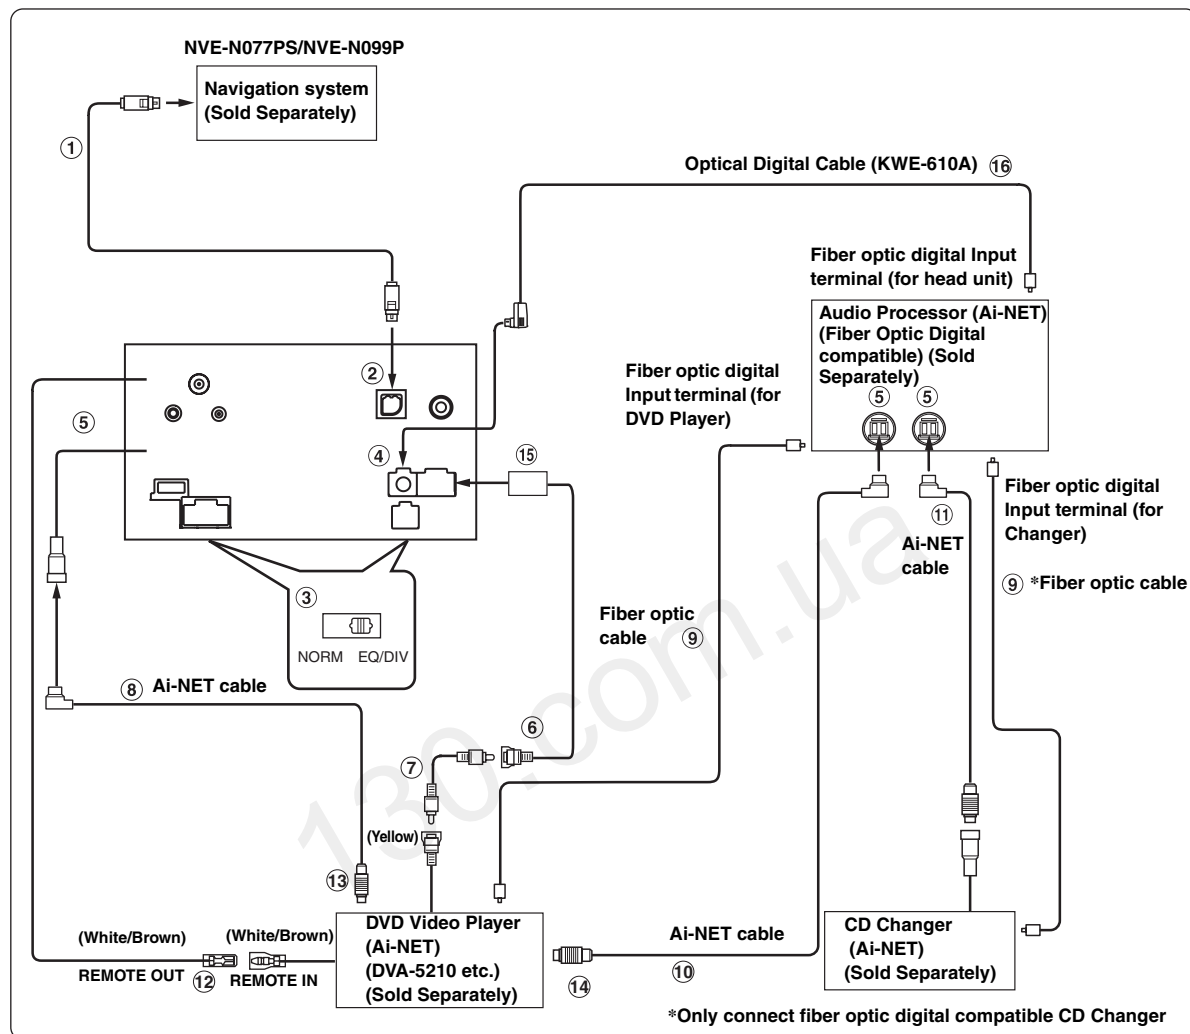 NVE-N077PS/NVE-N099P
Navigation system
(Sold Separately)
①
Optical Digital Cable (KWE-610A) ⑯
Fiber optic digital Input
terminal (for head unit)
Audio Processor (Ai-NET)
(Fiber Optic Digital
compatible) (Sold
Separately)
⑤ ⑤
②
Fiber optic digital
Input terminal (for
DVD Player)
⑤
④
⑮
Fiber optic digital
Input terminal (for
Changer)
⑪
Ai-NET
cable
⑨ *Fiber optic cable
③
NORM EQ/DIV
Fiber optic
cable ⑨
⑧ Ai-NET cable
⑥
⑦
(Yellow)
⑬
DVD Video Player
(Ai-NET)
(DVA-5210 etc.)
(Sold Separately)
(White/Brown)
REMOTE OUT
⑫
(White/Brown)
REMOTE IN
⑭
Ai-NET cable
⑩
CD Changer
(Ai-NET)
(Sold Separately)
*Only connect fiber optic digital compatible CD Changer
130.com.ua